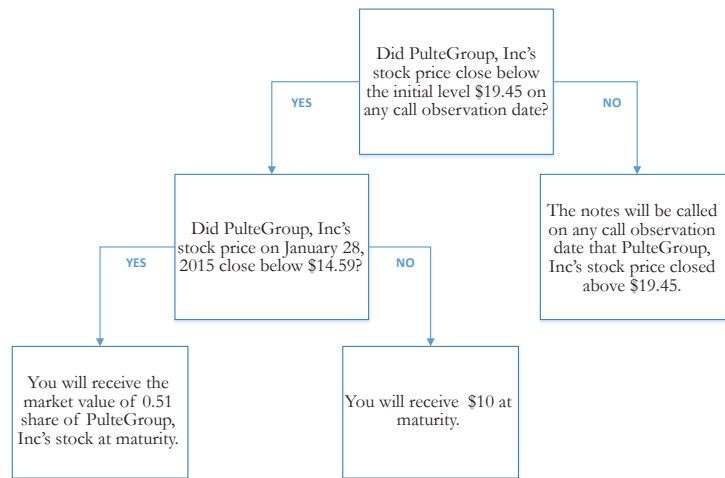 Did PulteGroup, Inc's
stock price close below
the initial level $19.45 on
any call observation date?
YES
NO
Did PulteGroup, Inc's
stock price on January 28,
2015 close below $14.59?
The notes will be called
on any call observation
date that PulteGroup,
Inc's stock price closed
above $19.45.
YES
NO
You will receive the
market value of 0.51
share of PulteGroup,
Inc's stock at maturity.
You will receive $10 at
maturity.